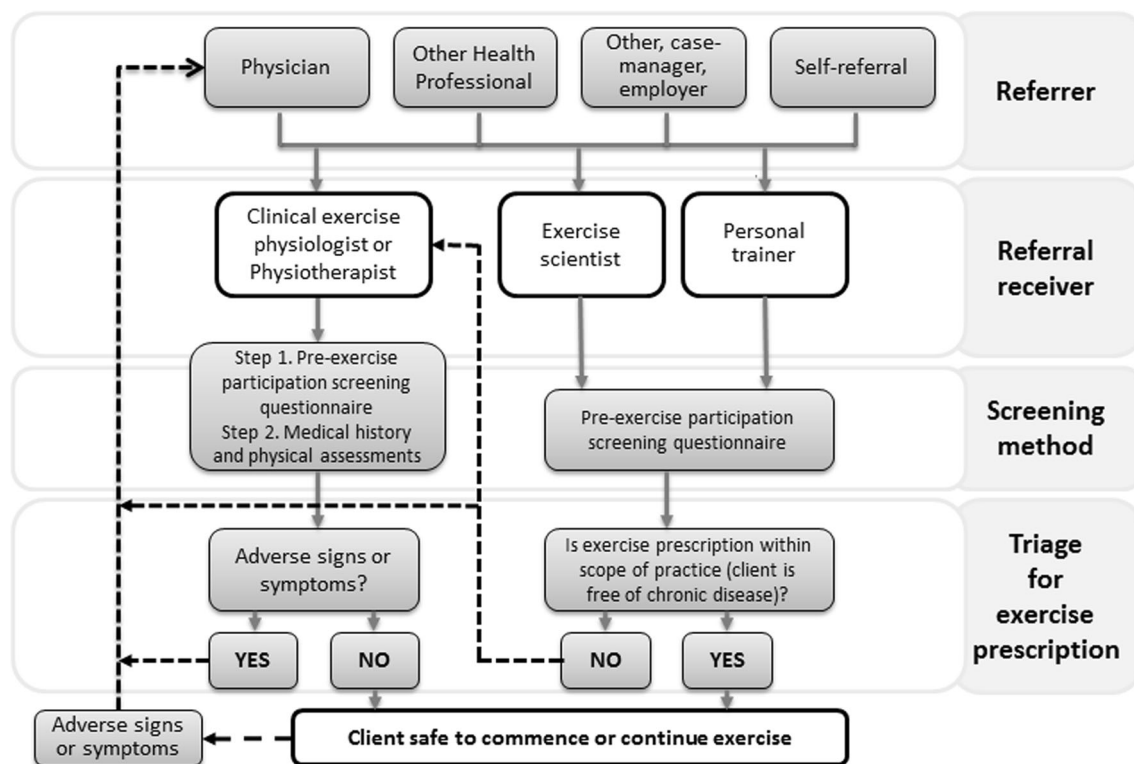 Physician
Other Health
Professional
Other, case-
manager,
employer
Self-referral
Referrer
Clinical exercise
physiologist or
Physiotherapist
Exercise
scientist
Personal
trainer
Referral
receiver
Step 1. Pre-exercise
participation screening
questionnaire
Step 2. Medical history
and physical assessments
Pre-exercise participation
screening questionnaire
Screening
method
Adverse signs or
symptoms?
Is exercise prescription within
scope of practice (client is
free of chronic disease)?
YES
NO
NO
YES
Triage
for
exercise
prescription
Adverse signs
or symptoms
Client safe to commence or continue exercise